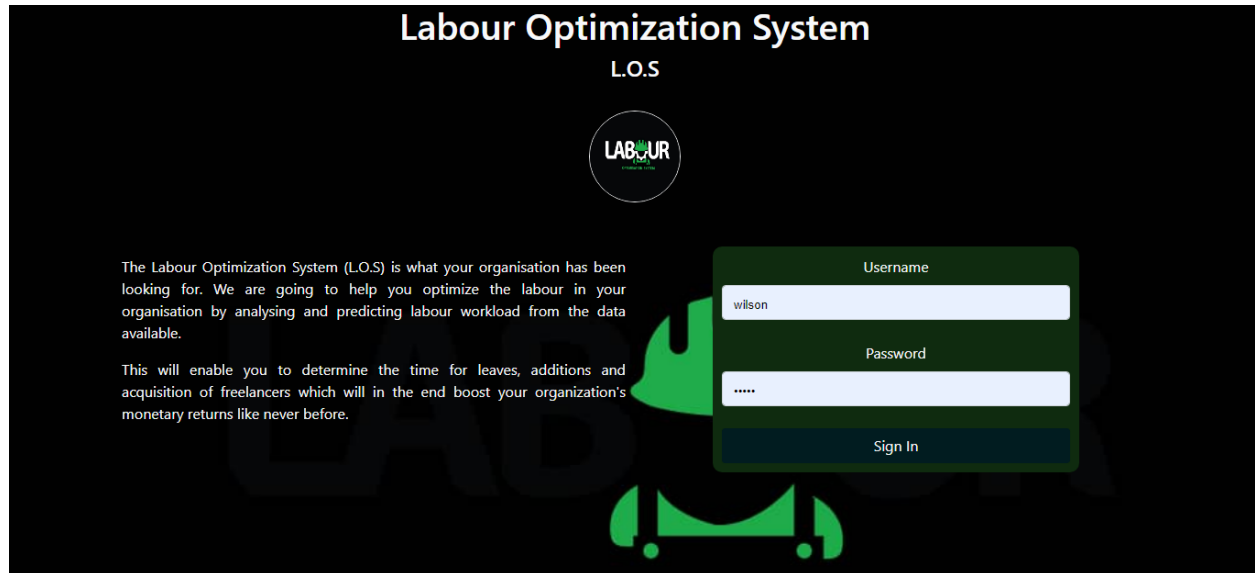 Labour Optimization System
L.O.S
LABOUR
The Labour Optimization System (L.O.S) is what your organisation has been
looking for. We are going to help you optimize the labour in your
organisation by analysing and predicting labour workload from the data
available.
This will enable you to determine the time for leaves, additions and
acquisition of freelancers which will in the end boost your organization's
monetary returns like never before.
Username
wilson
Password
•••••
Sign In
LABOUR